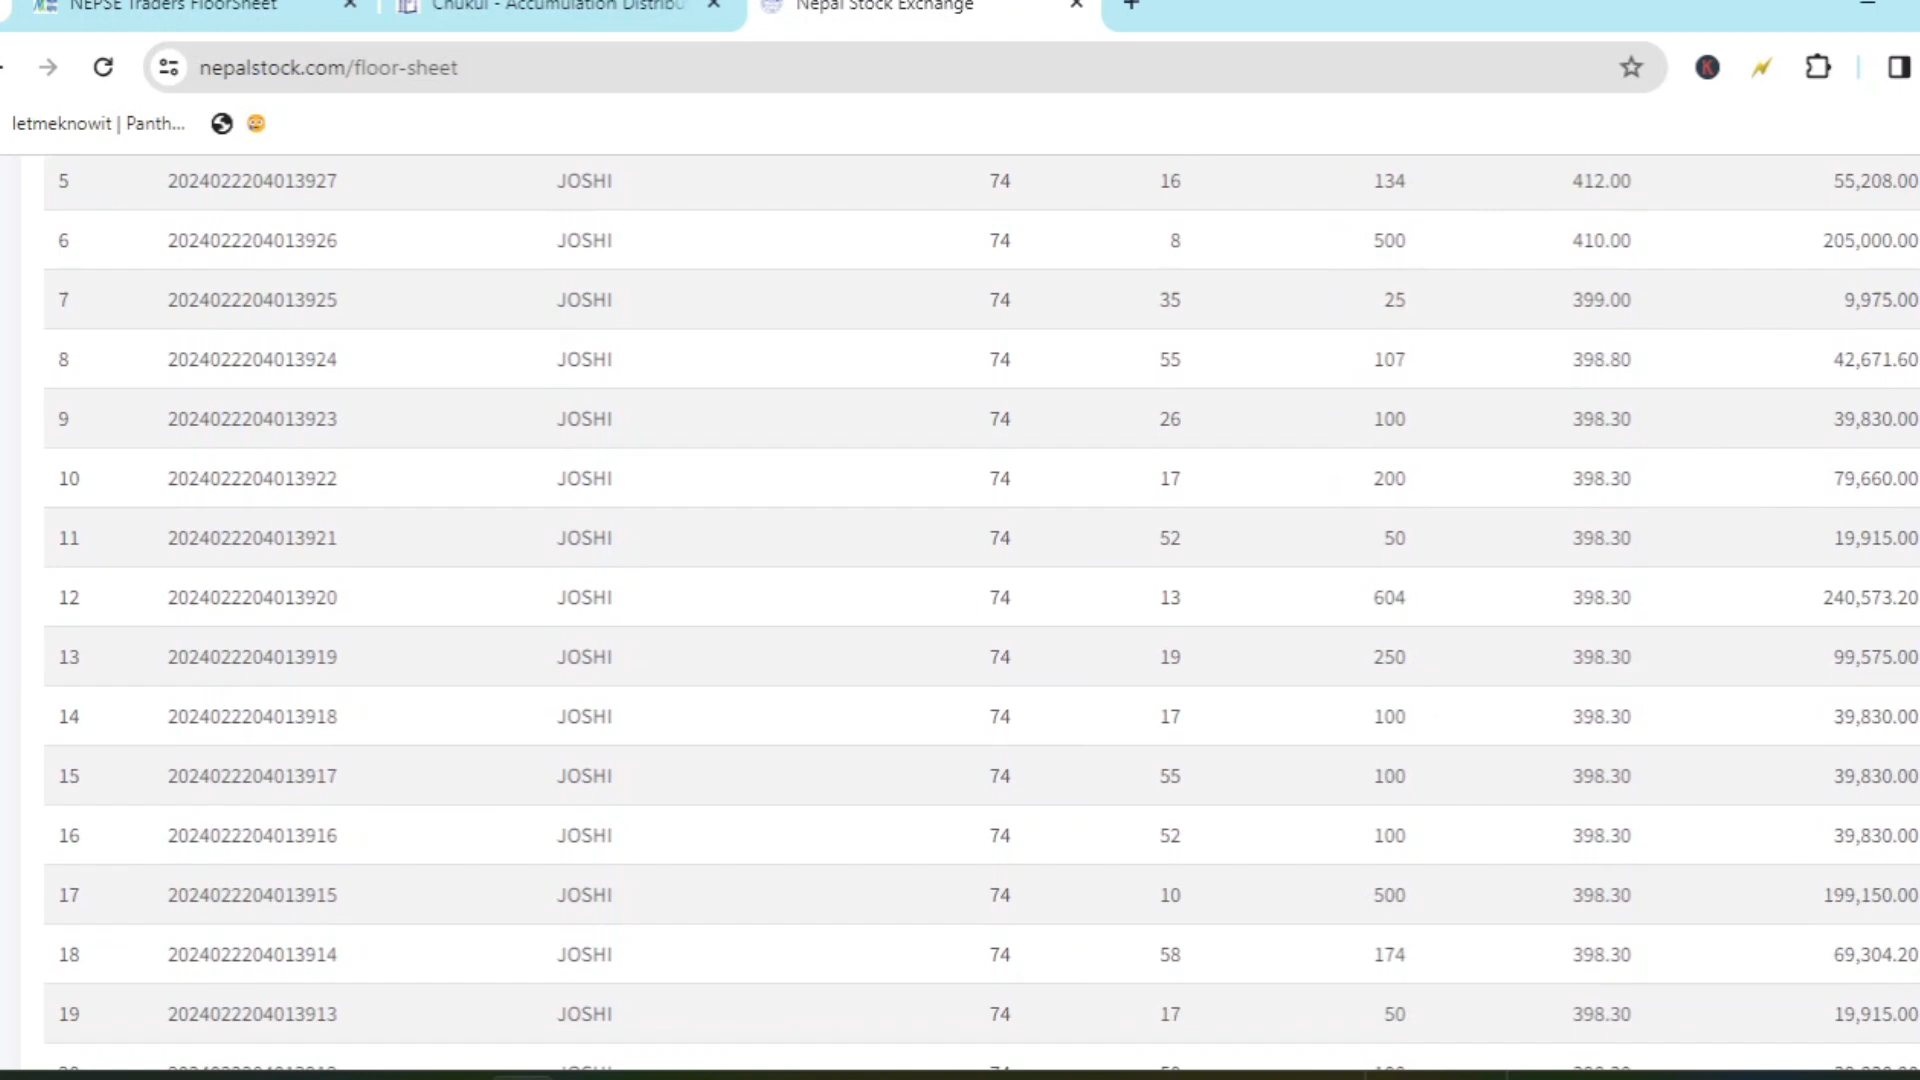 NEPSE Traders FloorSheet
Chukul - Accumulation Distribu
Nepal Stock Exchange
nepalstock.com/floor-sheet
letmeknowit | Panth...
5 2024022204013927 JOSHI 74 16 134 412.00 55,208.00
6 2024022204013926 JOSHI 74 8 500 410.00 205,000.00
7 2024022204013925 JOSHI 74 35 25 399.00 9,975.00
8 2024022204013924 JOSHI 74 55 107 398.80 42,671.60
9 2024022204013923 JOSHI 74 26 100 398.30 39,830.00
10 2024022204013922 JOSHI 74 17 200 398.30 79,660.00
11 2024022204013921 JOSHI 74 52 50 398.30 19,915.00
12 2024022204013920 JOSHI 74 13 604 398.30 240,573.20
13 2024022204013919 JOSHI 74 19 250 398.30 99,575.00
14 2024022204013918 JOSHI 74 17 100 398.30 39,830.00
15 2024022204013917 JOSHI 74 55 100 398.30 39,830.00
16 2024022204013916 JOSHI 74 52 100 398.30 39,830.00
17 2024022204013915 JOSHI 74 10 500 398.30 199,150.00
18 2024022204013914 JOSHI 74 58 174 398.30 69,304.20
19 2024022204013913 JOSHI 74 17 50 398.30 19,915.00